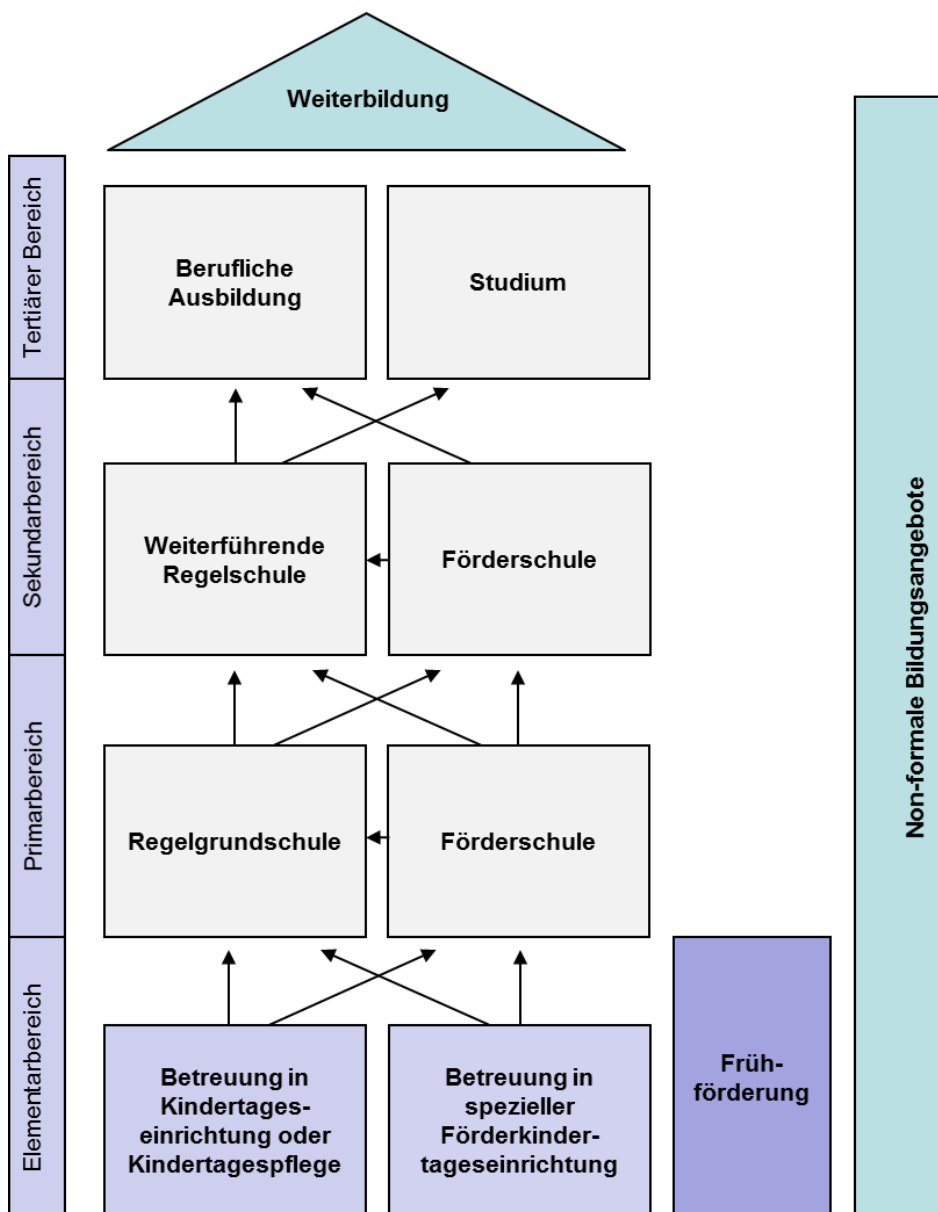 Weiterbildung
Tertiärer Bereich
Berufliche
Ausbildung
Studium
Sekundarbereich
Weiterführende
Regelschule
Förderschule
Primarbereich
Regelgrundschule
Förderschule
Elementarbereich
Betreuung in
Kindertages-
einrichtung oder
Kindertagespflege
Betreuung in
spezieller
Förderkinder-
tageseinrichtung
Früh-
förderung
Non-formale Bildungsangebote